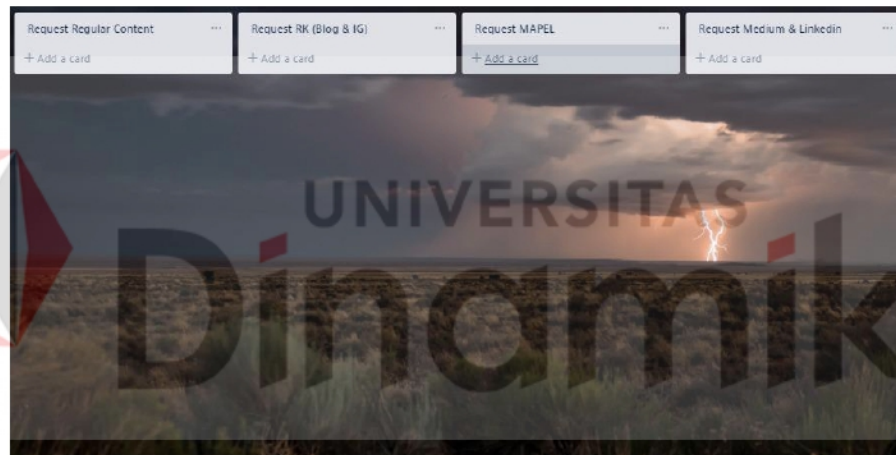 Request Regular Content
Request RK (Blog & IG)
Request MAPEL
Request Medium & Linkedin
+ Add a card
+ Add a card
+ Add a card
+ Add a card
UNIVERSITAS
Dinamik